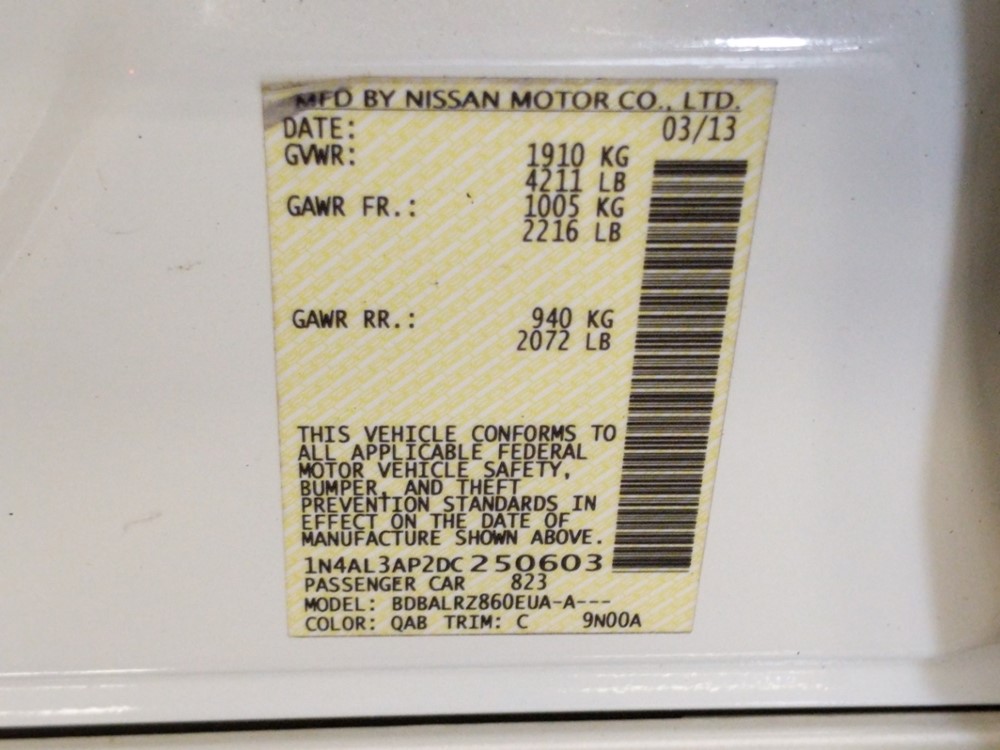 MFD BY NISSAN MOTOR CO., LTD.
DATE: 03/13
GVWR: 1910 KG
4211 LB
GAWR FR.: 1005 KG
2216 LB
GAWR RR.: 940 KG
2072 LB
THIS VEHICLE CONFORMS TO
ALL APPLICABLE FEDERAL
MOTOR VEHICLE SAFETY,
BUMPER, AND THEFT
PREVENTION STANDARDS IN
EFFECT ON THE DATE OF
MANUFACTURE SHOWN ABOVE.
1N4AL3AP2DC250603
PASSENGER CAR 823
MODEL: BDBALRZ860EUA-A---
COLOR: QAB TRIM: C 9N00A